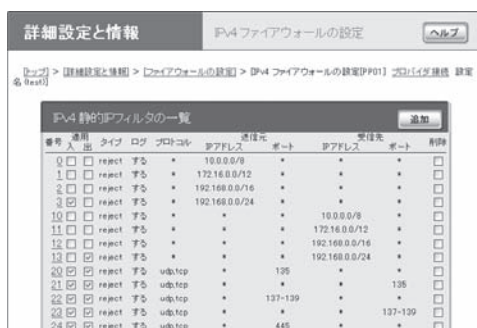 詳細設定と情報
IPv4 ファイアウォールの設定
ヘルプ
[トップ] > [詳細設定と情報] > [ファイアウォールの設定] > [IPv4 ファイアウォールの設定[PP01] プロバイダ接続 設定名(test)]
IPv4 静的IPフィルタの一覧
追加
番号 適用 入 出 タイプ ログ プロトコル 送信元 IPアドレス ポート 受信先 IPアドレス ポート 削除
0 reject する * 10.0.0.0/8 * * *
1 reject する * 172.16.0.0/12 * * *
2 reject する * 192.168.0.0/16 * * *
3 reject する * 192.168.0.0/24 * * *
10 reject する * * * 10.0.0.0/8 *
11 reject する * * * 172.16.0.0/12 *
12 reject する * * * 192.168.0.0/16 *
13 reject する * * * 192.168.0.0/24 *
20 reject する udp,tcp * 135 * *
21 reject する udp,tcp * * * 135
22 reject する udp,tcp * 137-139 * *
23 reject する udp,tcp * * * 137-139
24 reject する udp,tcp * 445 * *